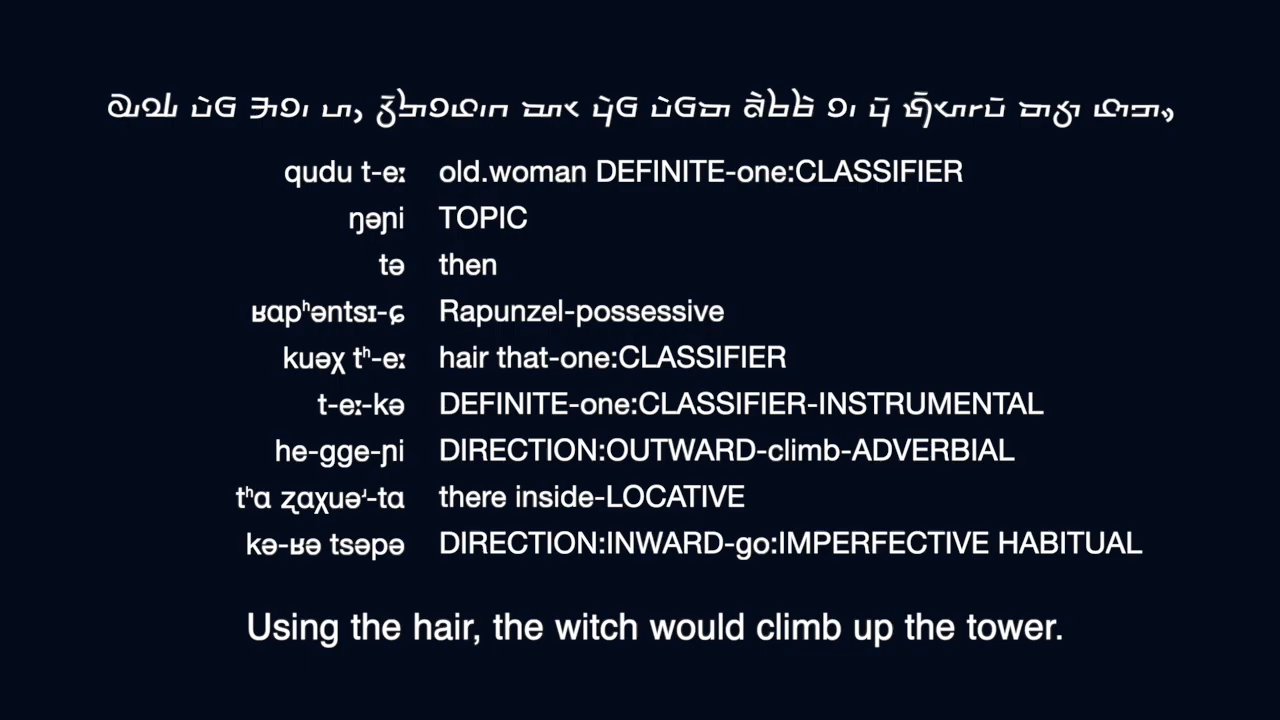 qudu t-eː old.woman DEFINITE-one:CLASSIFIER
ŋəɲi TOPIC
tə then
ʁɑpʰəntsɪ-ɕ Rapunzel-possessive
kuəχ tʰ-eː hair that-one:CLASSIFIER
t-eː-kə DEFINITE-one:CLASSIFIER-INSTRUMENTAL
he-gge-ɲi DIRECTION:OUTWARD-climb-ADVERBIAL
tʰɑ ʐɑχuəʴ-tɑ there inside-LOCATIVE
kə-ʁə tsəpə DIRECTION:INWARD-go:IMPERFECTIVE HABITUAL
Using the hair, the witch would climb up the tower.